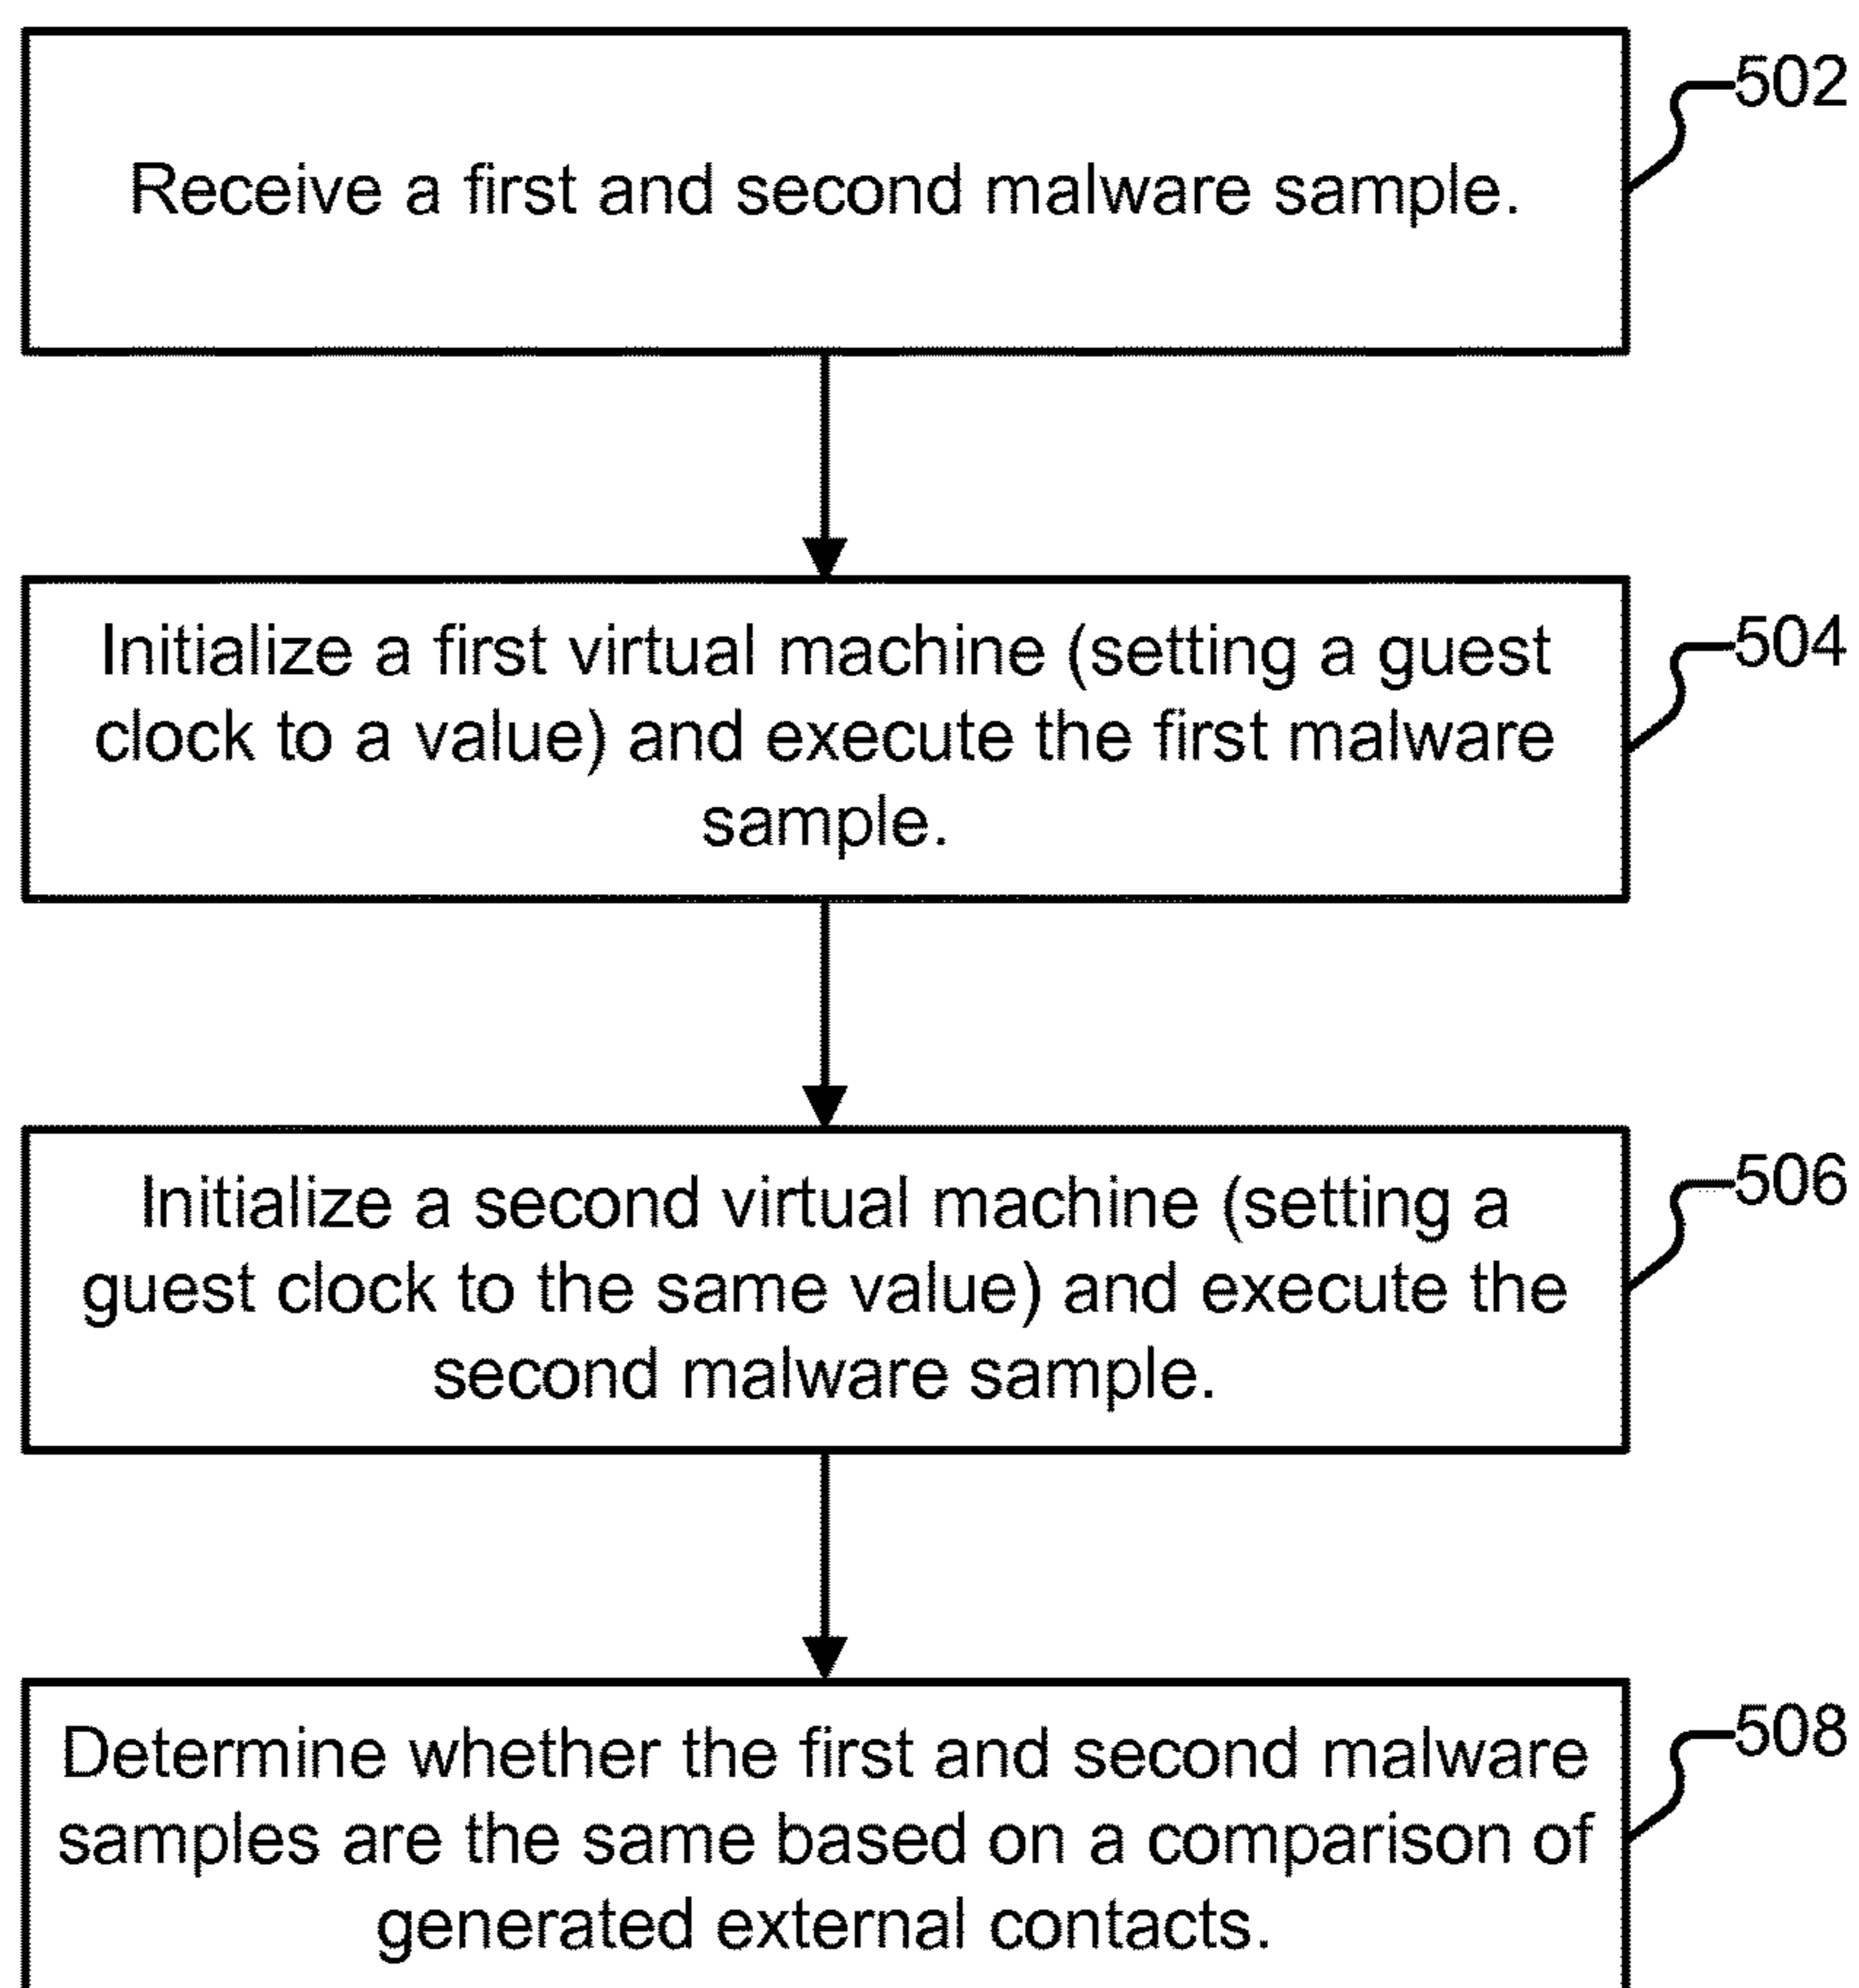 502
Receive a first and second malware sample.
504
Initialize a first virtual machine (setting a guest
clock to a value) and execute the first malware
sample.
506
Initialize a second virtual machine (setting a
guest clock to the same value) and execute the
second malware sample.
508
Determine whether the first and second malware
samples are the same based on a comparison of
generated external contacts.